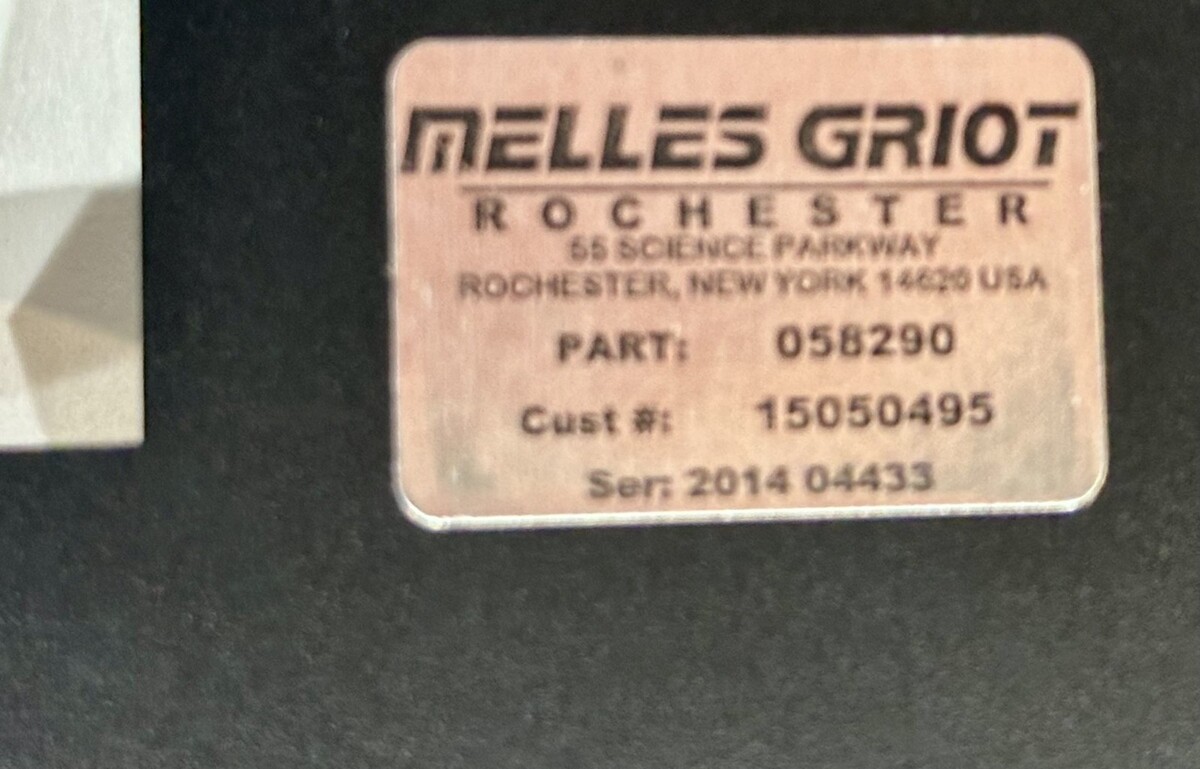 MELLES GRIOT
ROCHESTER
55 SCIENCE PARKWAY
ROCHESTER, NEW YORK 14620 USA
PART: 058290
Cust #: 15050495
Ser: 2014 04433